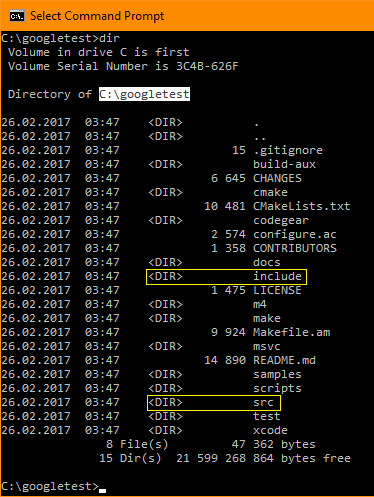 Select Command Prompt
C:\googletest>dir
Volume in drive C is first
Volume Serial Number is 3C4B-626F
Directory of C:\googletest
26.02.2017 03:47 <DIR> .
26.02.2017 03:47 <DIR> ..
26.02.2017 03:47 15 .gitignore
26.02.2017 03:47 <DIR> build-aux
26.02.2017 03:47 6 645 CHANGES
26.02.2017 03:47 <DIR> cmake
26.02.2017 03:47 10 481 CMakeLists.txt
26.02.2017 03:47 <DIR> codegear
26.02.2017 03:47 2 574 configure.ac
26.02.2017 03:47 1 358 CONTRIBUTORS
26.02.2017 03:47 <DIR> docs
26.02.2017 03:47 <DIR> include
26.02.2017 03:47 1 475 LICENSE
26.02.2017 03:47 <DIR> m4
26.02.2017 03:47 <DIR> make
26.02.2017 03:47 9 924 Makefile.am
26.02.2017 03:47 <DIR> msvc
26.02.2017 03:47 14 890 README.md
26.02.2017 03:47 <DIR> samples
26.02.2017 03:47 <DIR> scripts
26.02.2017 03:47 <DIR> src
26.02.2017 03:47 <DIR> test
26.02.2017 03:47 <DIR> xcode
8 File(s) 47 362 bytes
15 Dir(s) 21 599 268 864 bytes free
C:\googletest>